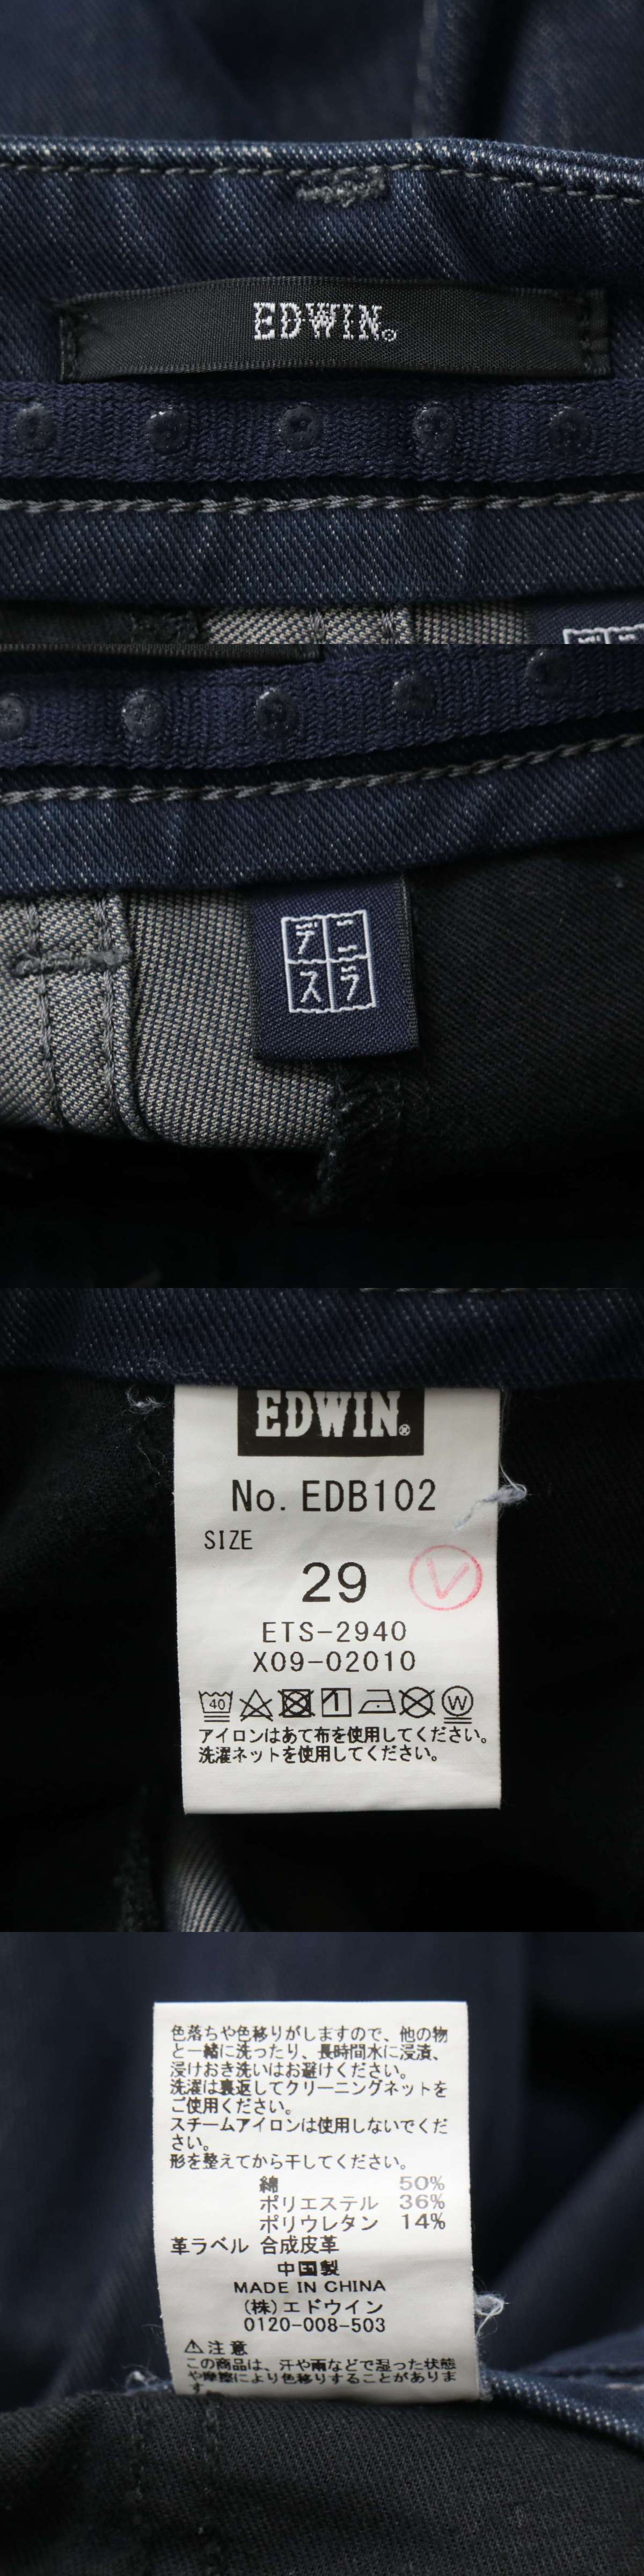 EDWIN®
デニ
スラ
EDWIN®
No. EDB102
SIZE
29
V
ETS-2940
X09-02010
40 W
アイロンはあて布を使用してください。
洗濯ネットを使用してください。
色落ちや色移りがしますので、他の物
と一緒に洗ったり、長時間水に浸漬、
浸けおき洗いはお避けください。
洗濯は裏返してクリーニングネットを
ご使用ください。
スチームアイロンは使用しないでくだ
さい。
形を整えてから干してください。
綿 50%
ポリエステル 36%
ポリウレタン 14%
革ラベル 合成皮革
中国製
MADE IN CHINA
(株)エドウイン
0120-008-503
⚠注意
この商品は、汗や雨などで湿った状態
や摩擦により色移りすることがありま
す。